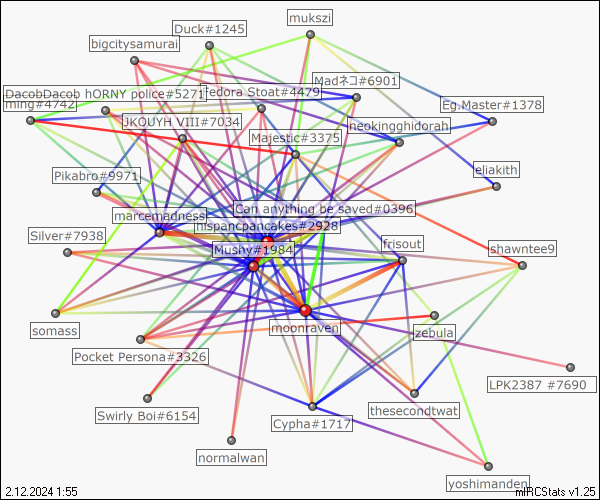 mukszi
Duck#1245
bigcitysamurai
Madネコ#6901
DacobDacob hORNY police#5271
Fedora Stoat#4479
ming#4742
Eg.Master#1378
JKQUYH VIII#7034
neokingghidorah
Majestic#3375
eliakith
Pikabro#9971
Can anything be saved#0396
marcemadness
hispancpancakes#2928
Silver#7938
Mushy#1984
frisout
shawntee9
moonraven
somass
zebula
Pocket Persona#3326
LPK2387 #7690
Swirly Boi#6154
thesecondtwat
Cypha#1717
normalwan
yoshimanden
2.12.2024 1:55
mIRCStats v1.25